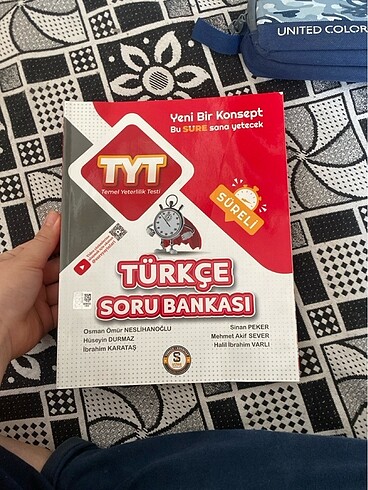 UNITED COLOR
Yeni Bir Konsept
Bu SÜRE sana yetecek
TYT
Temel Yeterlilik Testi
SÜRELİ
TÜRKÇE
SORU BANKASI
Osman Ömür NESLİHANOĞLU
Hüseyin DURMAZ
İbrahim KARATAŞ
Sinan PEKER
Mehmet Akif SEVER
Halil İbrahim VARLI
S